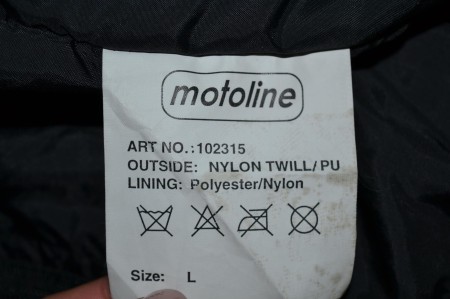 motoline
ART NO.:102315
OUTSIDE: NYLON TWILL/PU
LINING: Polyester/Nylon
Size: L